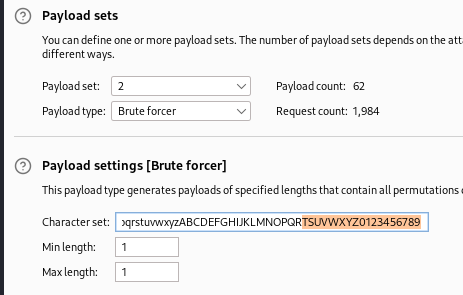 Payload sets
You can define one or more payload sets. The number of payload sets depends on the
different ways.
Payload set: 2 Payload count: 62
Payload type: Brute forcer Request count: 1,984
Payload settings [Brute forcer]
This payload type generates payloads of specified lengths that contain all permutations
Character set: qrstuvwxyzABCDEFGHIJKLMNOPQRTSUVWXYZ0123456789
Min length: 1
Max length: 1